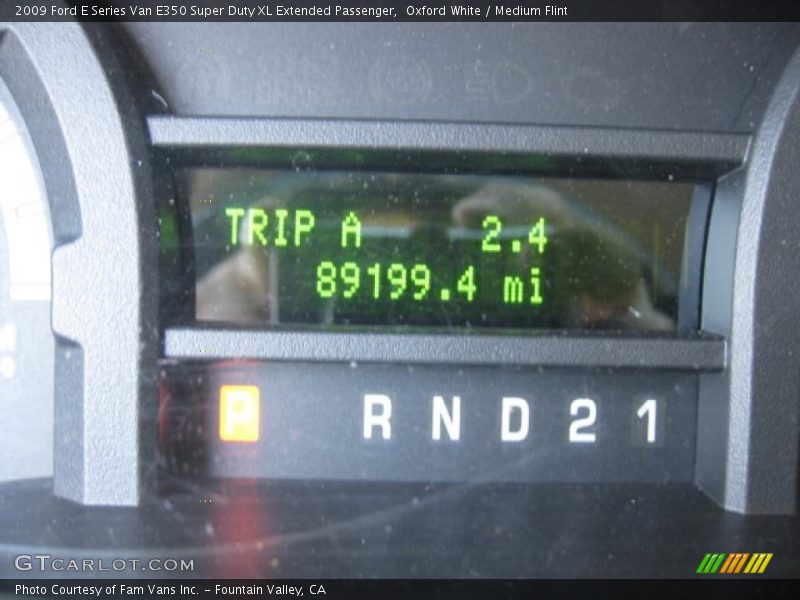 2009 Ford E Series Van E350 Super Duty XL Extended Passenger,  Oxford White / Medium Flint
TRIP A 2.4
89199.4 mi
P R N D 2 1
GTCARLOT.COM
Photo Courtesy of Fam Vans Inc. – Fountain Valley, CA